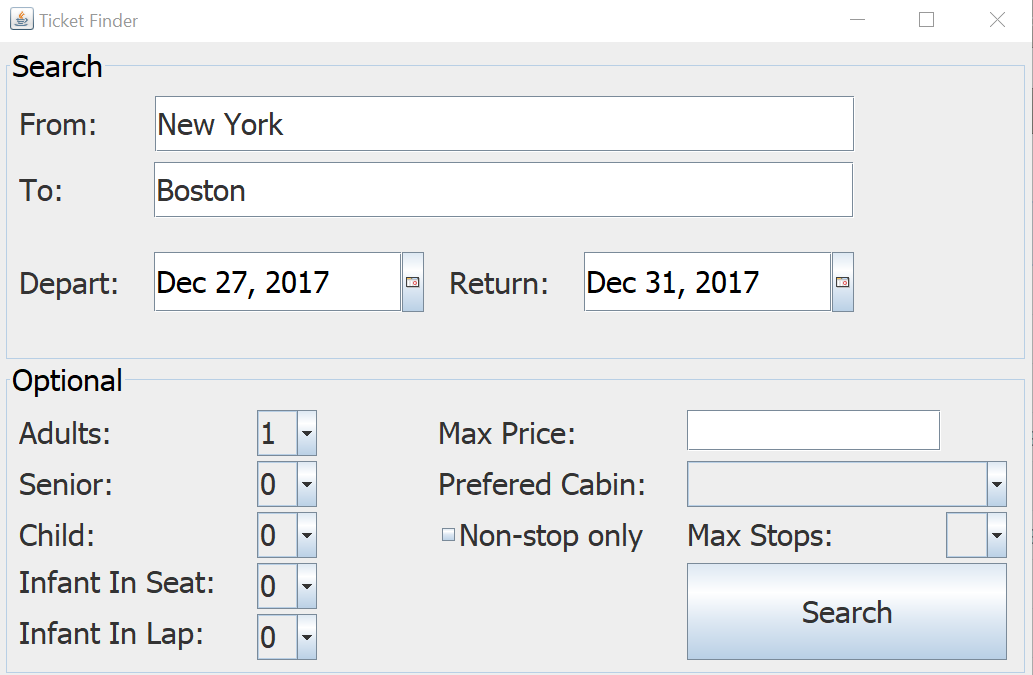 Ticket Finder
Search
From: New York
To: Boston
Depart: Dec 27, 2017 Return: Dec 31, 2017
Optional
Adults: 1 Max Price:
Senior: 0 Prefered Cabin:
Child: 0 Non-stop only Max Stops:
Infant In Seat: 0
Search
Infant In Lap: 0